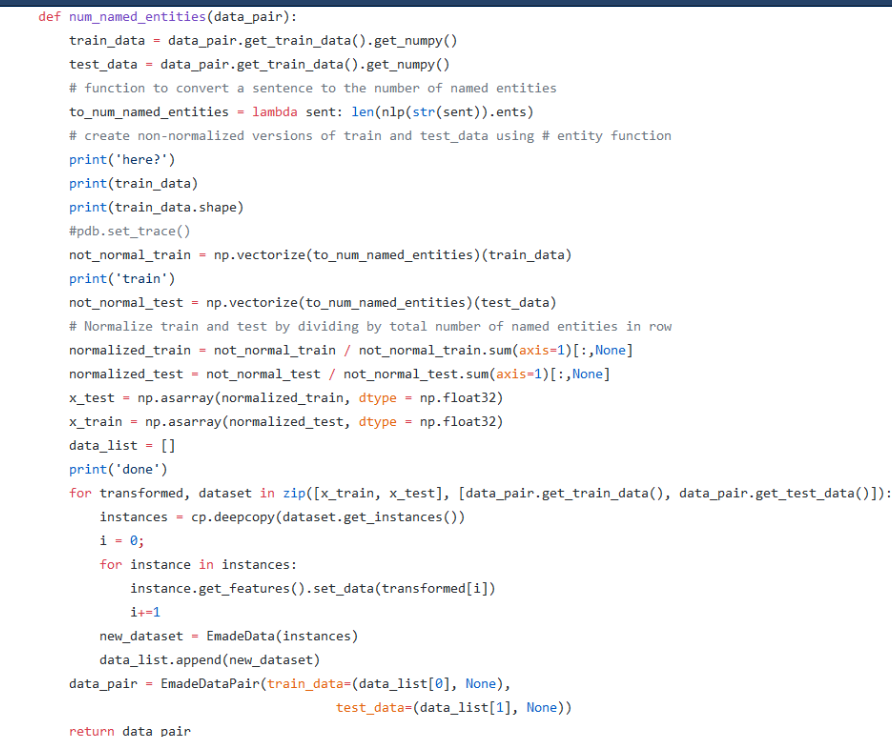 def num_named_entities(data_pair):
    train_data = data_pair.get_train_data().get_numpy()
    test_data = data_pair.get_train_data().get_numpy()
    # function to convert a sentence to the number of named entities
    to_num_named_entities = lambda sent: len(nlp(str(sent)).ents)
    # create non-normalized versions of train and test_data using # entity function
    print('here?')
    print(train_data)
    print(train_data.shape)
    #pdb.set_trace()
    not_normal_train = np.vectorize(to_num_named_entities)(train_data)
    print('train')
    not_normal_test = np.vectorize(to_num_named_entities)(test_data)
    # Normalize train and test by dividing by total number of named entities in row
    normalized_train = not_normal_train / not_normal_train.sum(axis=1)[:,None]
    normalized_test = not_normal_test / not_normal_test.sum(axis=1)[:,None]
    x_test = np.asarray(normalized_train, dtype = np.float32)
    x_train = np.asarray(normalized_test, dtype = np.float32)
    data_list = []
    print('done')
    for transformed, dataset in zip([x_train, x_test], [data_pair.get_train_data(), data_pair.get_test_data()]):
        instances = cp.deepcopy(dataset.get_instances())
        i = 0;
        for instance in instances:
            instance.get_features().set_data(transformed[i])
            i+=1
        new_dataset = EmadeData(instances)
        data_list.append(new_dataset)
    data_pair = EmadeDataPair(train_data=(data_list[0], None),
                                   test_data=(data_list[1], None))
    return data_pair